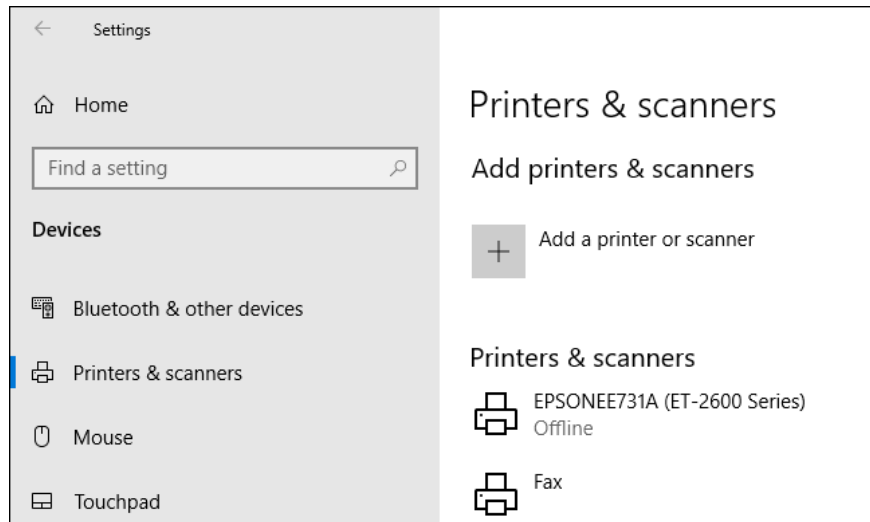 Settings
Home
Find a setting
Devices
Bluetooth & other devices
Printers & scanners
Mouse
Touchpad
Printers & scanners
Add printers & scanners
Add a printer or scanner
Printers & scanners
EPSONEE731A (ET-2600 Series)
Offline
Fax